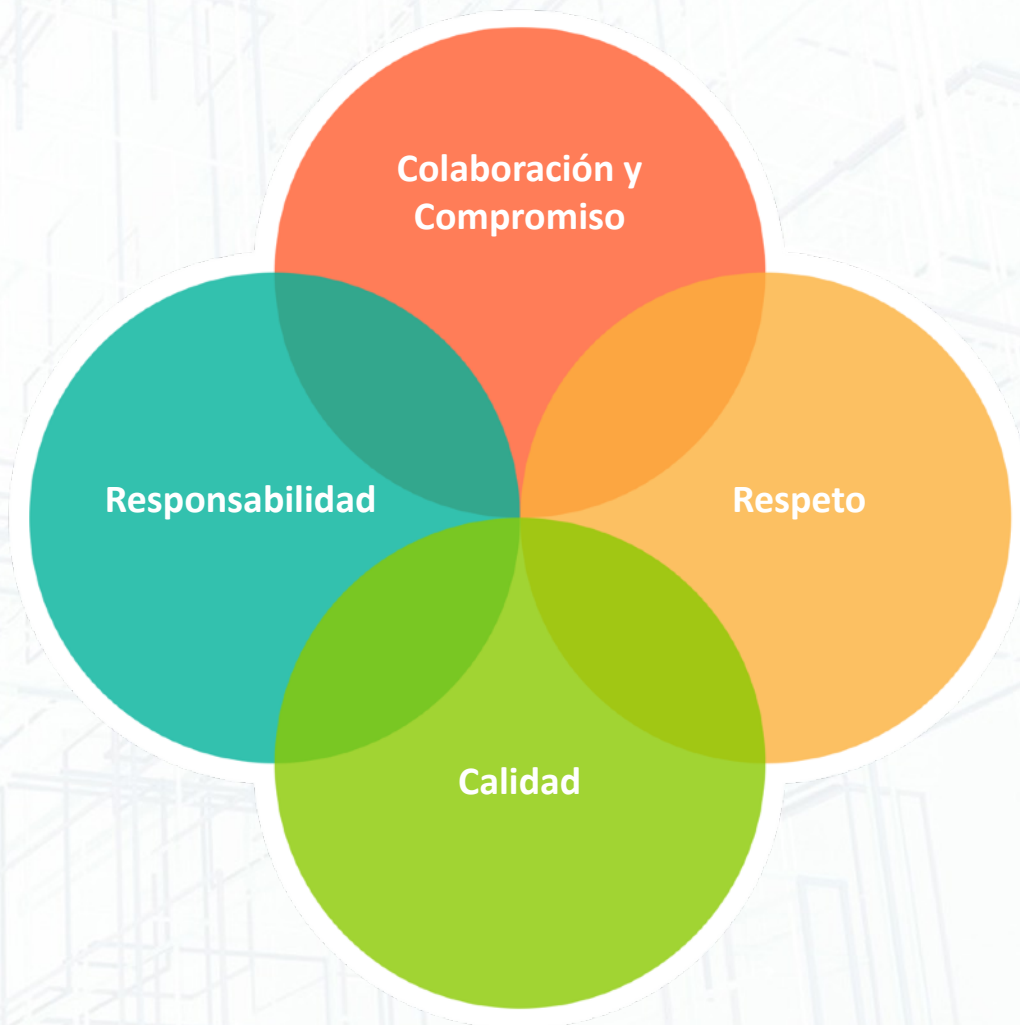 Colaboración y
Compromiso
Responsabilidad
Respeto
Calidad